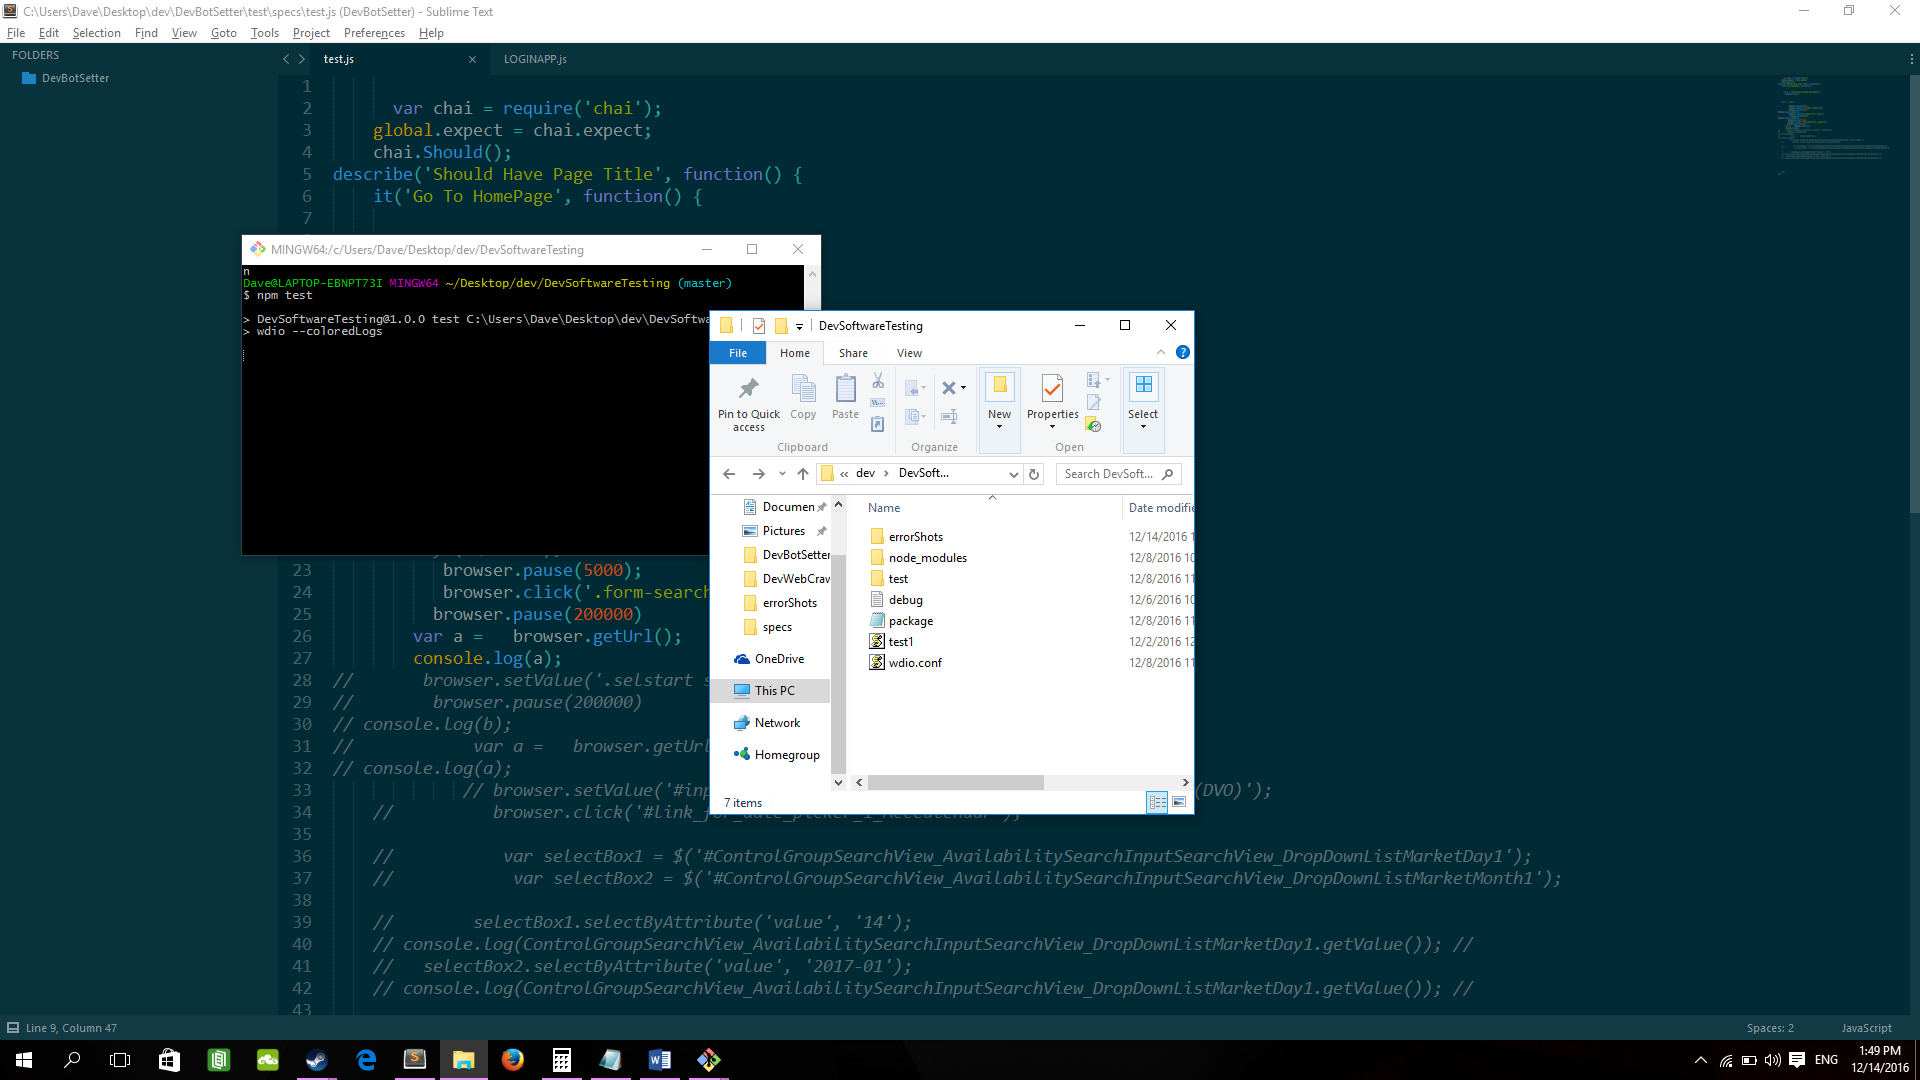 C:\Users\Dave\Desktop\dev\DevBotSetter\test\specs\test.js (DevBotSetter) - Sublime Text
File Edit Selection Find View Goto Tools Project Preferences Help
FOLDERS
DevBotSetter
test.js
LOGINAPP.js
1
2 var chai = require('chai');
3 global.expect = chai.expect;
4 chai.Should();
5 describe('Should Have Page Title', function() {
6 it('Go To HomePage', function() {
7
MINGW64:/c/Users/Dave/Desktop/dev/DevSoftwareTesting
n
Dave@LAPTOP-EBNPT73I MINGW64 ~/Desktop/dev/DevSoftwareTesting (master)
$ npm test
> DevSoftwareTesting@1.0.0 test C:\Users\Dave\Desktop\dev\DevSoftwa
> wdio --coloredLogs
DevSoftwareTesting
File Home Share View
Pin to Quick access
Copy
Paste
New
Properties
Select
Clipboard Organize Open
« dev › DevSoft...
Search DevSoft...
Documen
Pictures
DevBotSetter
DevWebCrav
errorShots
specs
OneDrive
This PC
Network
Homegroup
Name Date modifie
errorShots 12/14/2016 1
node_modules 12/8/2016 10
test 12/8/2016 11
debug 12/6/2016 10
package 12/8/2016 11
test1 12/2/2016 12
wdio.conf 12/8/2016 11
7 items
23 browser.pause(5000);
24 browser.click('.form-search
25 browser.pause(200000)
26 var a = browser.getUrl();
27 console.log(a);
28 // browser.setValue('.selstart s
29 // browser.pause(200000)
30 // console.log(b);
31 // var a = browser.getUrl
32 // console.log(a);
33 // browser.setValue('#inp (DVO)');
34 // browser.click('#link_for_date_picker_1_AccCalendar');
35
36 // var selectBox1 = $('#ControlGroupSearchView_AvailabilitySearchInputSearchView_DropDownListMarketDay1');
37 // var selectBox2 = $('#ControlGroupSearchView_AvailabilitySearchInputSearchView_DropDownListMarketMonth1');
38
39 // selectBox1.selectByAttribute('value', '14');
40 // console.log(ControlGroupSearchView_AvailabilitySearchInputSearchView_DropDownListMarketDay1.getValue()); //
41 // selectBox2.selectByAttribute('value', '2017-01');
42 // console.log(ControlGroupSearchView_AvailabilitySearchInputSearchView_DropDownListMarketDay1.getValue()); //
43
Line 9, Column 47
Spaces: 2
JavaScript
ENG
1:49 PM
12/14/2016